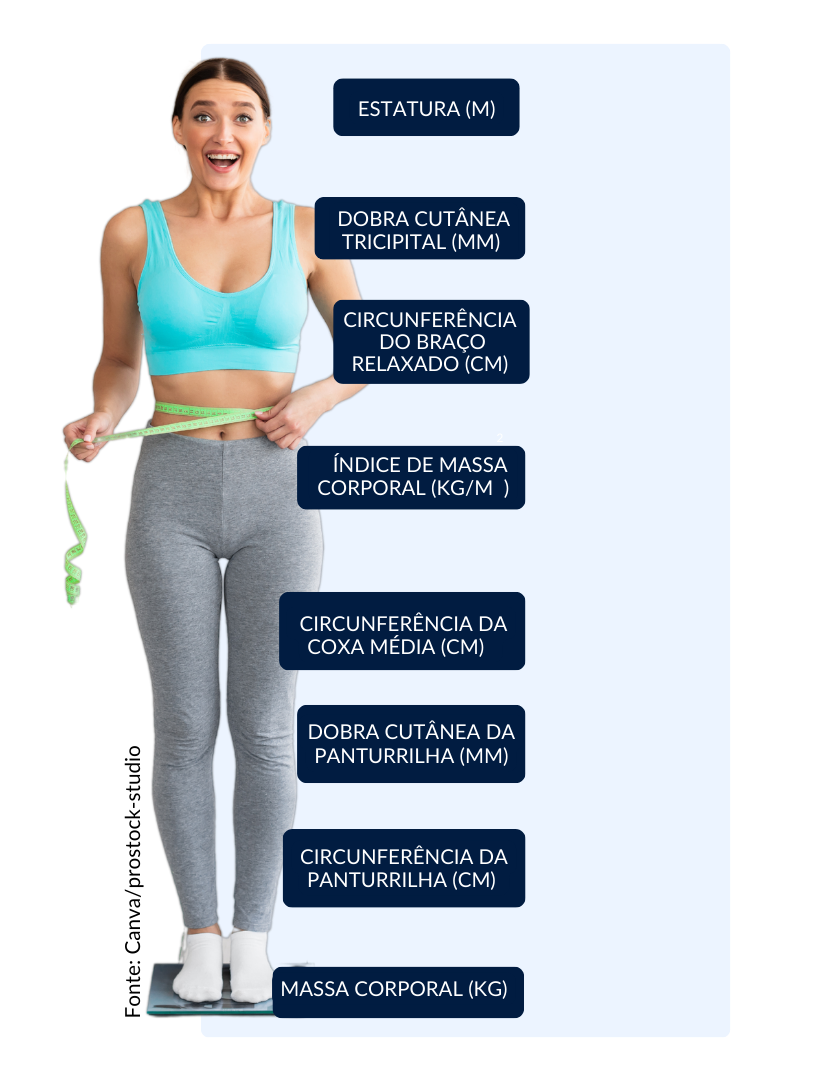 ESTATURA (M)
DOBRA CUTÂNEA
TRICIPITAL (MM)
CIRCUNFERÊNCIA
DO BRAÇO
RELAXADO (CM)
2
ÍNDICE DE MASSA
CORPORAL (KG/M )
CIRCUNFERÊNCIA DA
COXA MÉDIA (CM)
DOBRA CUTÂNEA DA
PANTURRILHA (MM)
CIRCUNFERÊNCIA DA
PANTURRILHA (CM)
MASSA CORPORAL (KG)
Fonte: Canva/prostock-studio